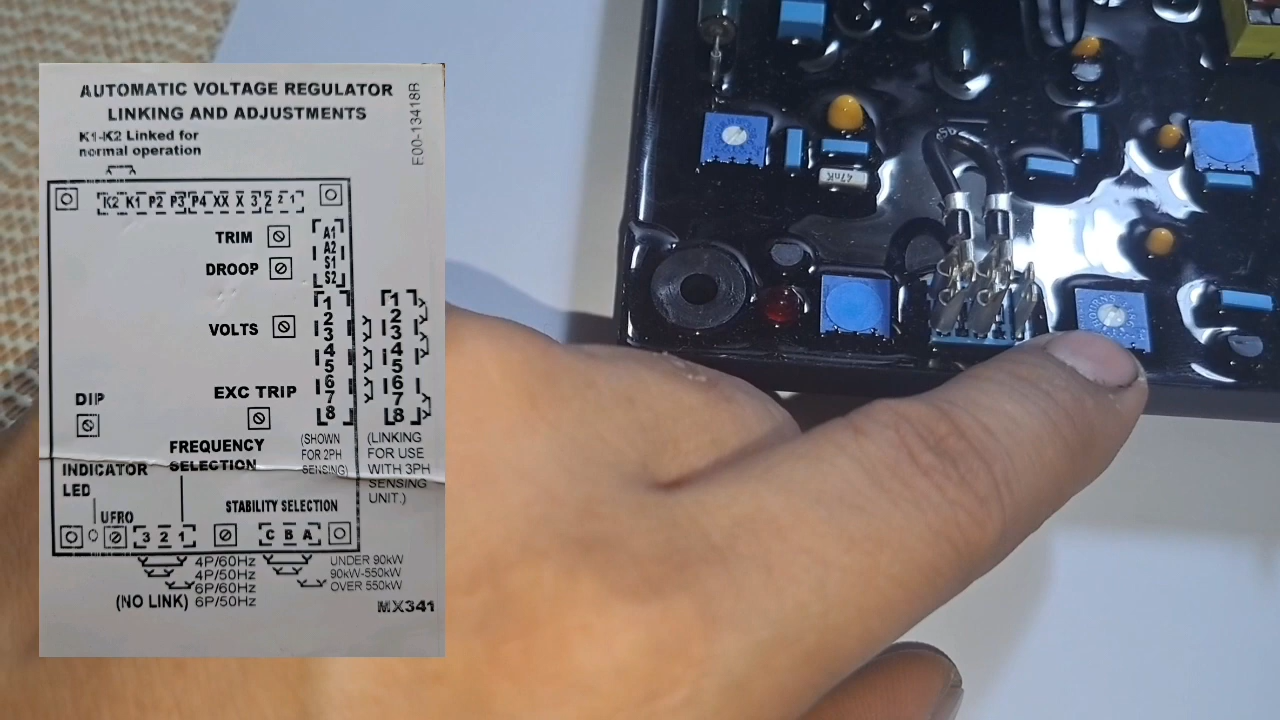 AUTOMATIC VOLTAGE REGULATOR
LINKING AND ADJUSTMENTS
E00-13418R
K1-K2 Linked for
normal operation
K2 K1 P2 P3 P4 XX X 3 2 2 1
TRIM
DROOP
VOLTS
EXC TRIP
DIP
A1
A2
S1
S2
1
2
3
4
5
6
7
8
1
2
3
4
5
6
7
8
(SHOWN
FOR 2PH
SENSING)
(LINKING
FOR USE
WITH 3PH
SENSING
UNIT.)
FREQUENCY
SELECTION
INDICATOR
LED
UFRO
STABILITY SELECTION
3 2 1
C B A
4P/60Hz
4P/50Hz
6P/60Hz
(NO LINK) 6P/50Hz
UNDER 90kW
90kW-550kW
OVER 550kW
MX341
47nK